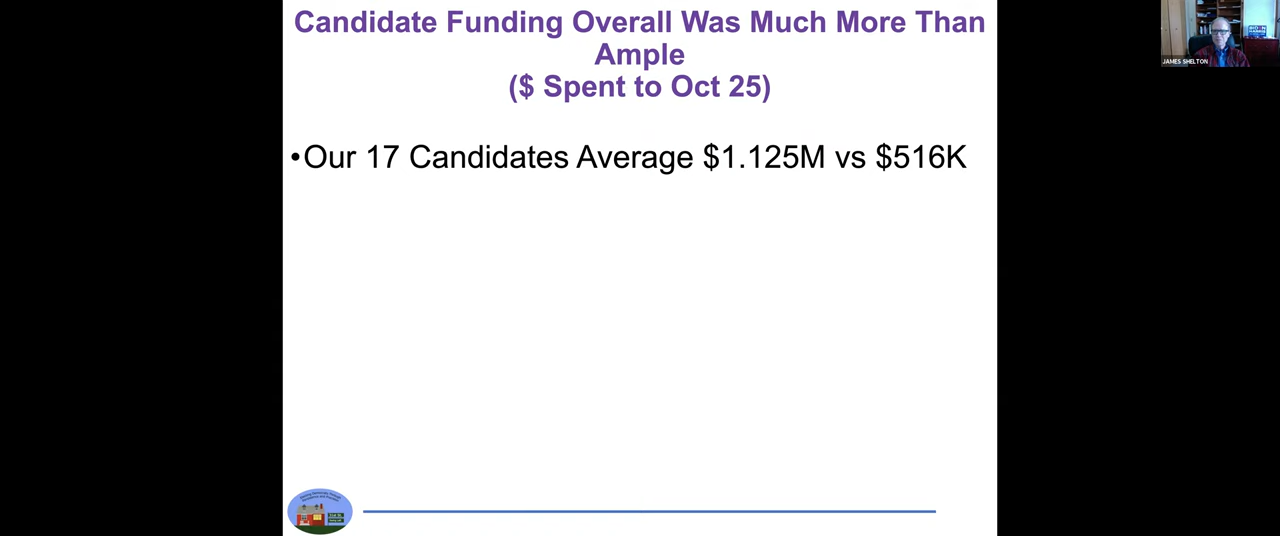 Candidate Funding Overall Was Much More Than
Ample
($ Spent to Oct 25)
•Our 17 Candidates Average $1.125M vs $516K
JAMES SHELTON